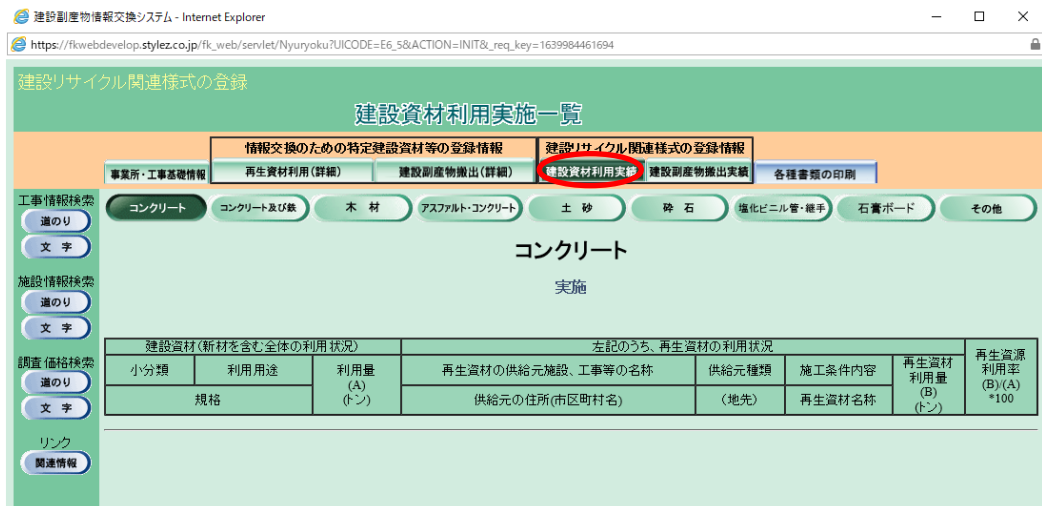 建設副産物情報交換システム - Internet Explorer
https://fkwebdevelop.stylez.co.jp/fk_web/servlet/Nyuryoku?UICODE=E6_5&ACTION=INIT&_req_key=1639984461694
建設リサイクル関連様式の登録
建設資材利用実施一覧
情報交換のための特定建設資材等の登録情報
建設リサイクル関連様式の登録情報
事業所・工事基礎情報
再生資材利用(詳細)
建設副産物搬出(詳細)
建設資材利用実績
建設副産物搬出実績
各種書類の印刷
工事情報検索
道のり
文 字
施設情報検索
道のり
文 字
調査価格検索
道のり
文 字
リンク
関連情報
コンクリート
コンクリート及び鉄
木 材
アスファルト・コンクリート
土 砂
砕 石
塩化ビニル管・継手
石膏ボード
その他
コンクリート
実施
建設資材(新材を含む全体の利用状況)
左記のうち、再生資材の利用状況
再生資源
利用率
(B)/(A)
*100
小分類
利用用途
利用量
(A)
(トン)
再生資材の供給元施設、工事等の名称
供給元種類
施工条件内容
再生資材
利用量
(B)
(トン)
規格
供給元の住所(市区町村名)
(地先)
再生資材名称